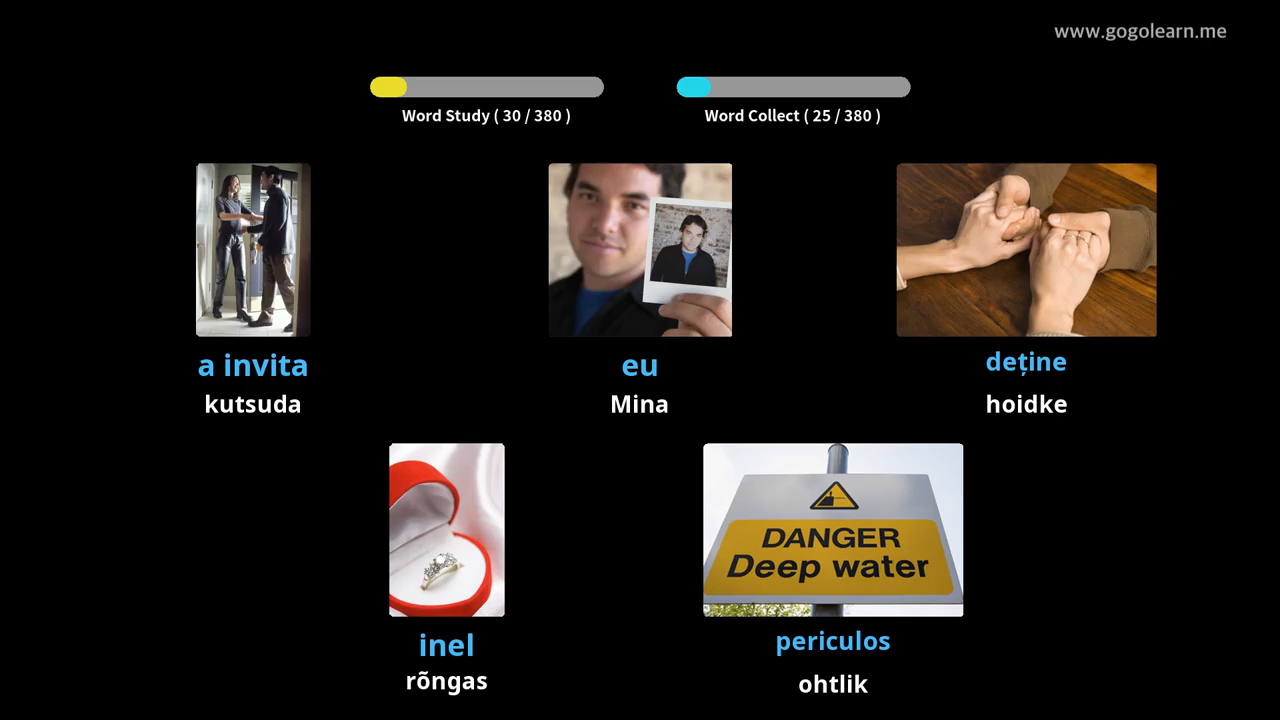 www.gogolearn.me
Word Study ( 30 / 380 )
Word Collect ( 25 / 380 )
a invita
kutsuda
eu
Mina
deține
hoidke
DANGER
Deep water
inel
rõngas
periculos
ohtlik